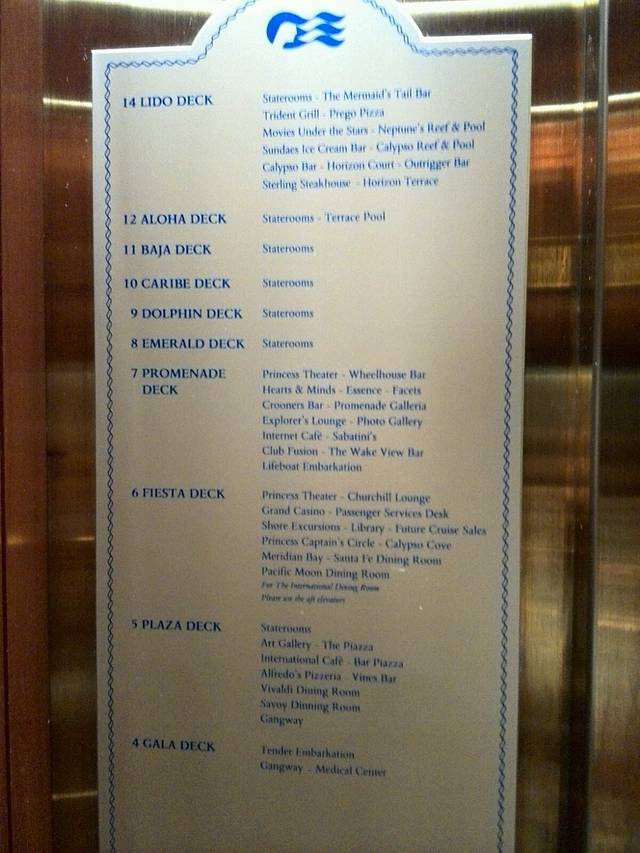 14 LIDO DECK Staterooms - The Mermaid's Tail Bar
Trident Grill - Prego Pizza
Movies Under the Stars - Neptune's Reef & Pool
Sundaes Ice Cream Bar - Calypso Reef & Pool
Calypso Bar - Horizon Court - Outrigger Bar
Sterling Steakhouse - Horizon Terrace
12 ALOHA DECK Staterooms - Terrace Pool
11 BAJA DECK Staterooms
10 CARIBE DECK Staterooms
9 DOLPHIN DECK Staterooms
8 EMERALD DECK Staterooms
7 PROMENADE Princess Theater - Wheelhouse Bar
DECK Hearts & Minds - Essence - Facets
Crooners Bar - Promenade Galleria
Explorer's Lounge - Photo Gallery
Internet Café - Sabatini's
Club Fusion - The Wake View Bar
Lifeboat Embarkation
6 FIESTA DECK Princess Theater - Churchill Lounge
Grand Casino - Passenger Services Desk
Shore Excursions - Library - Future Cruise Sales
Princess Captain's Circle - Calypso Cove
Meridian Bay - Santa Fe Dining Room
Pacific Moon Dining Room
For The International Dining Room
Please use the aft elevators
5 PLAZA DECK Staterooms
Art Gallery - The Piazza
International Café - Bar Piazza
Alfredo's Pizzeria Vines Bar
Vivaldi Dining Room
Savoy Dinning Room
Gangway
4 GALA DECK Tender Embarkation
Gangway - Medical Center